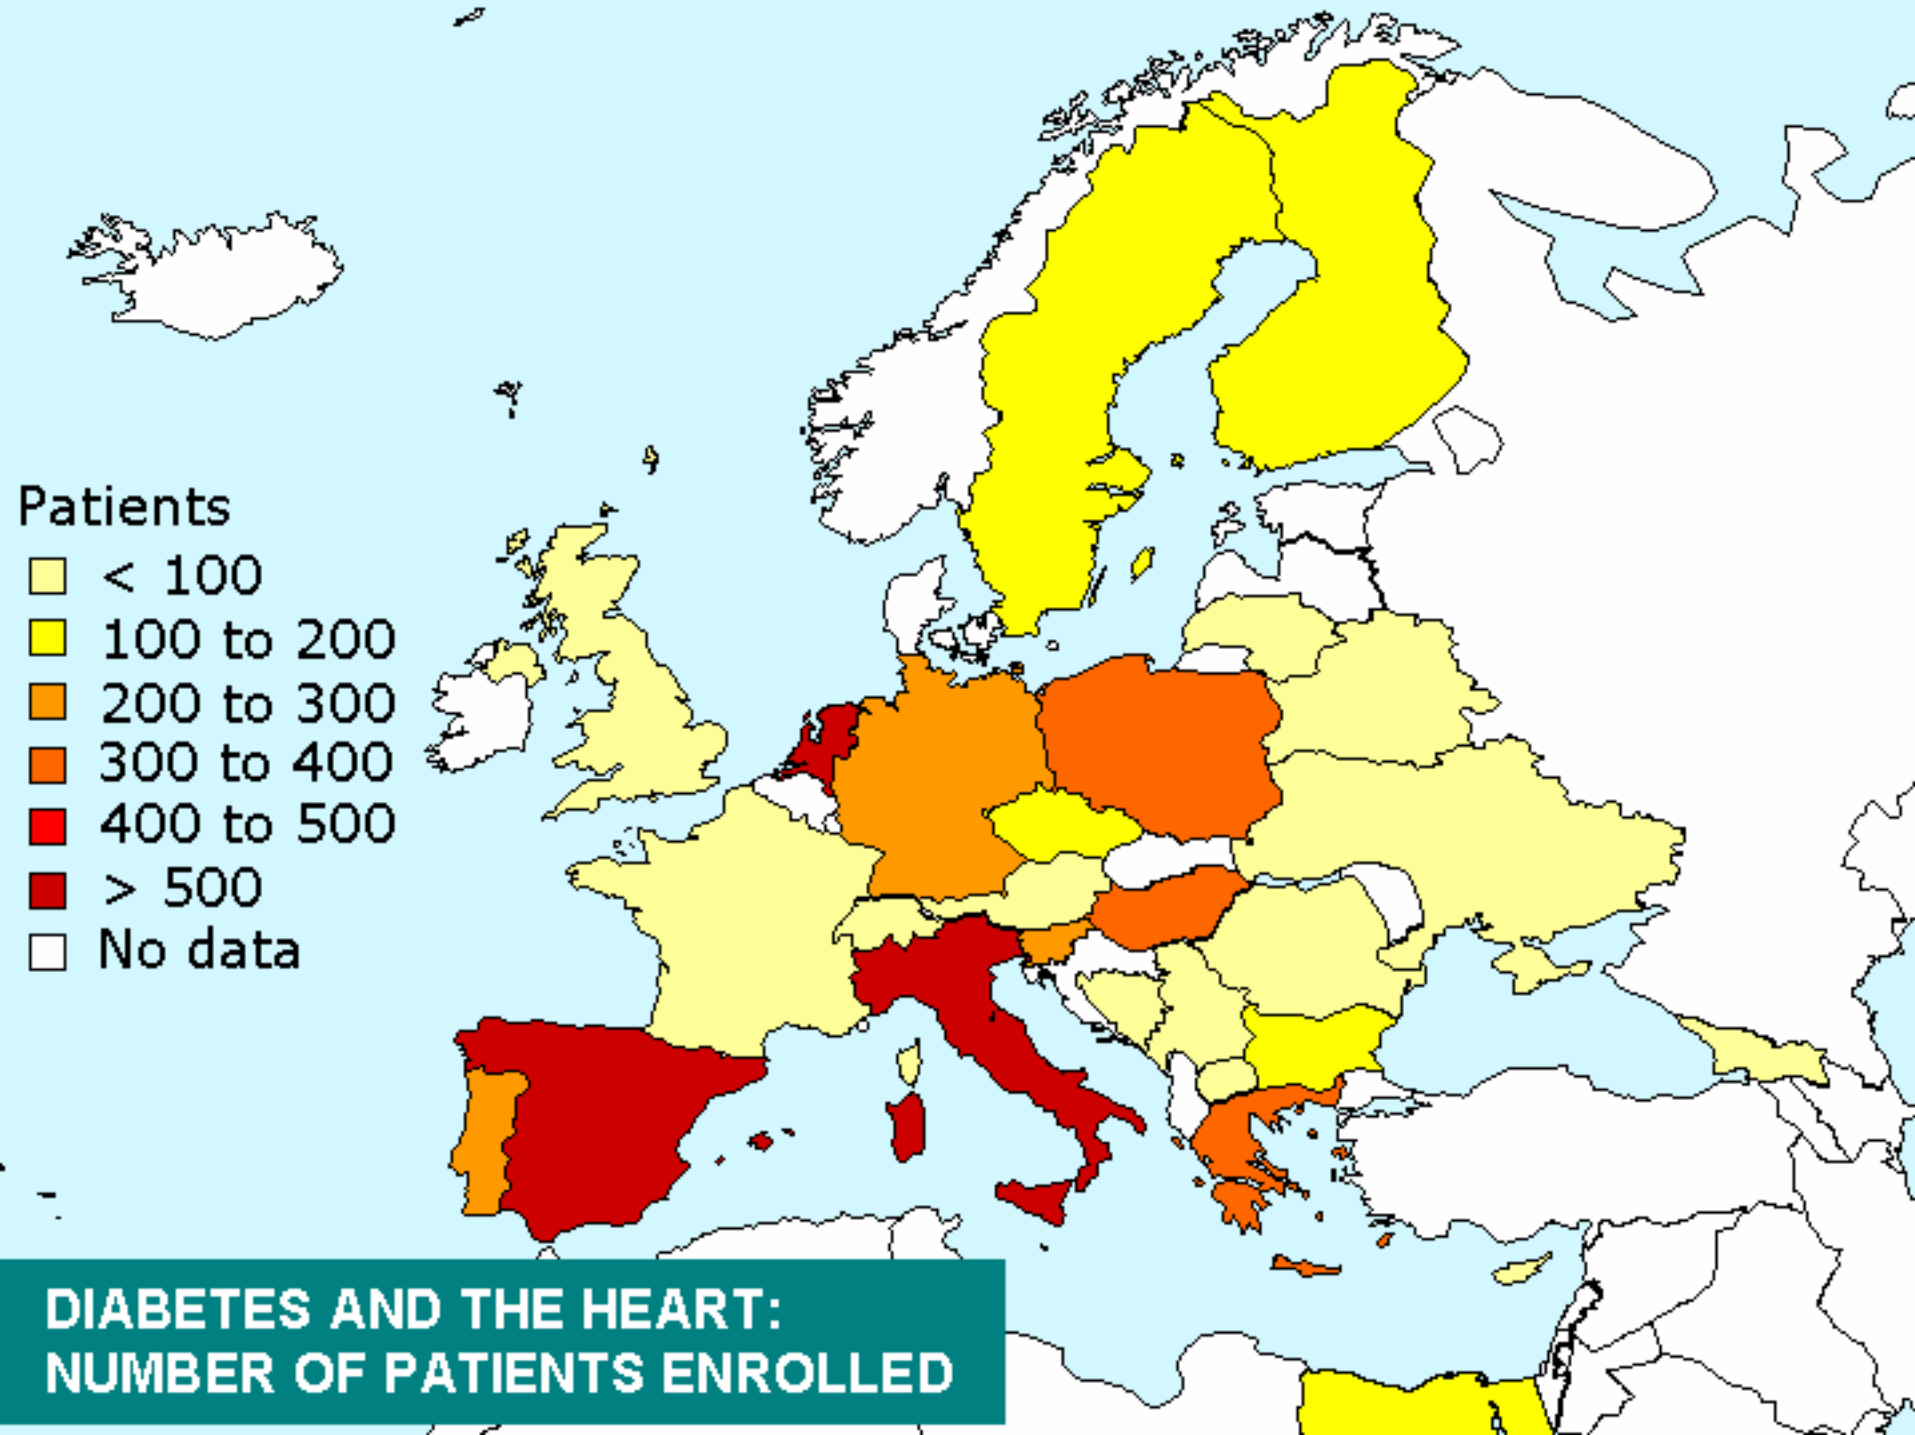 Patients
< 100
100 to 200
200 to 300
300 to 400
400 to 500
> 500
No data
DIABETES AND THE HEART:
NUMBER OF PATIENTS ENROLLED